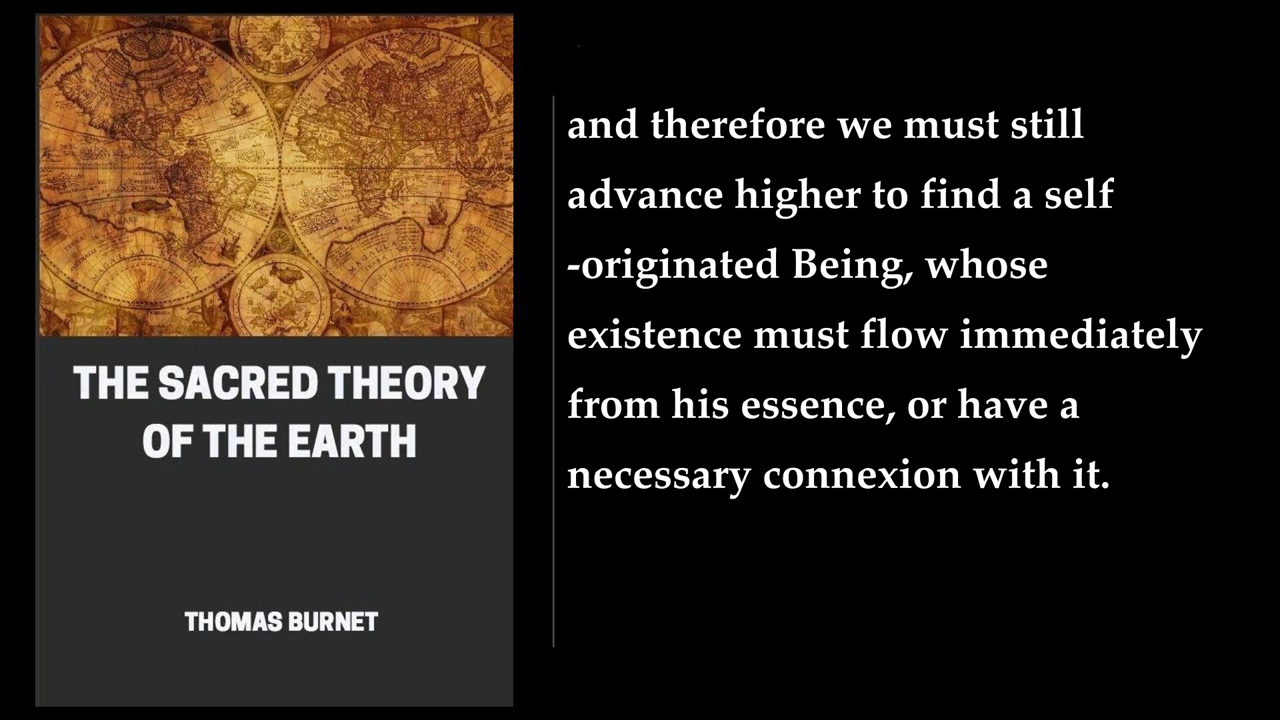 THE SACRED THEORY
OF THE EARTH
THOMAS BURNET
and therefore we must still
advance higher to find a self
-originated Being, whose
existence must flow immediately
from his essence, or have a
necessary connexion with it.